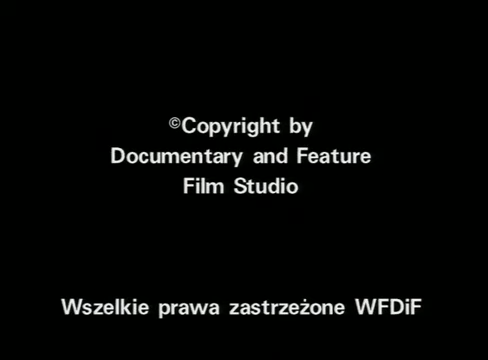 ©Copyright by
Documentary and Feature
Film Studio
Wszelkie prawa zastrzeżone WFDiF